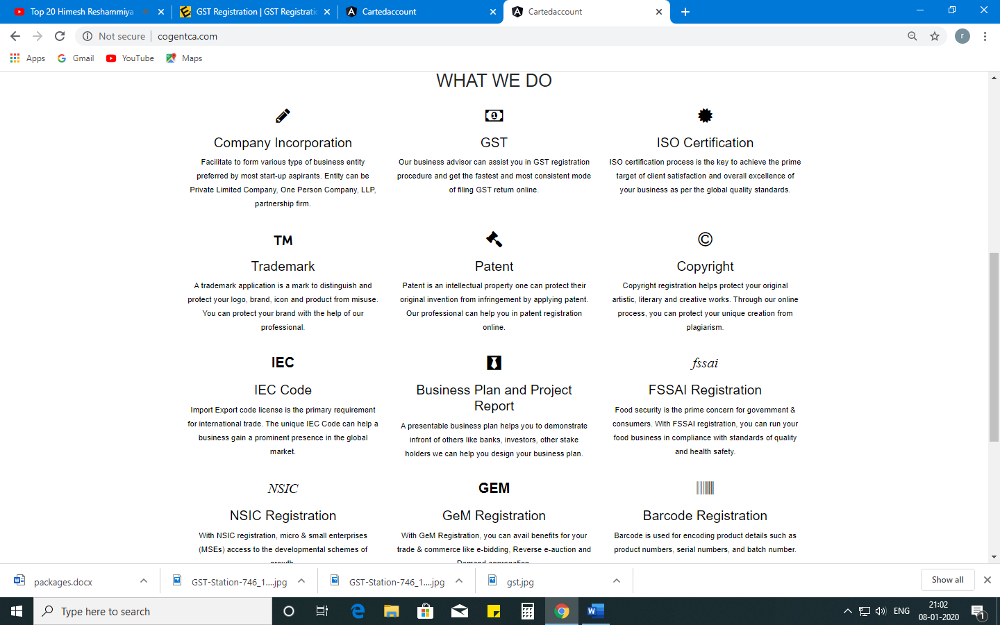 Top 20 Himesh Reshammiya
GST Registration | GST Registratio
Cartedaccount
Cartedaccount
Not secure
cogentca.com
r
Apps
Gmail
YouTube
Maps
WHAT WE DO
Company Incorporation
Facilitate to form various type of business entity
preferred by most start-up aspirants. Entity can be
Private Limited Company, One Person Company, LLP,
partnership firm.
GST
Our business advisor can assist you in GST registration
procedure and get the fastest and most consistent mode
of filing GST return online.
ISO Certification
ISO certification process is the key to achieve the prime
target of client satisfaction and overall excellence of
your business as per the global quality standards.
TM
Trademark
A trademark application is a mark to distinguish and
protect your logo, brand, icon and product from misuse.
You can protect your brand with the help of our
professional.
Patent
Patent is an intellectual property one can protect their
original invention from infringement by applying patent.
Our professional can help you in patent registration
online.
©
Copyright
Copyright registration helps protect your original
artistic, literary and creative works. Through our online
process, you can protect your unique creation from
plagiarism.
IEC
IEC Code
Import Export code license is the primary requirement
for international trade. The unique IEC Code can help a
business gain a prominent presence in the global
market.
Business Plan and Project
Report
A presentable business plan helps you to demonstrate
infront of others like banks, investors, other stake
holders we can help you design your business plan.
fssai
FSSAI Registration
Food security is the prime concern for government &
consumers. With FSSAI registration, you can run your
food business in compliance with standards of quality
and health safety.
NSIC
NSIC Registration
With NSIC registration, micro & small enterprises
(MSEs) access to the developmental schemes of
growth.
GEM
GeM Registration
With GeM Registration, you can avail benefits for your
trade & commerce like e-bidding, Reverse e-auction and
Demand aggregation.
Barcode Registration
Barcode is used for encoding product details such as
product numbers, serial numbers, and batch number.
packages.docx
GST-Station-746_1....jpg
GST-Station-746_1....jpg
gst.jpg
Show all
Type here to search
ENG
21:02
08-01-2020
1